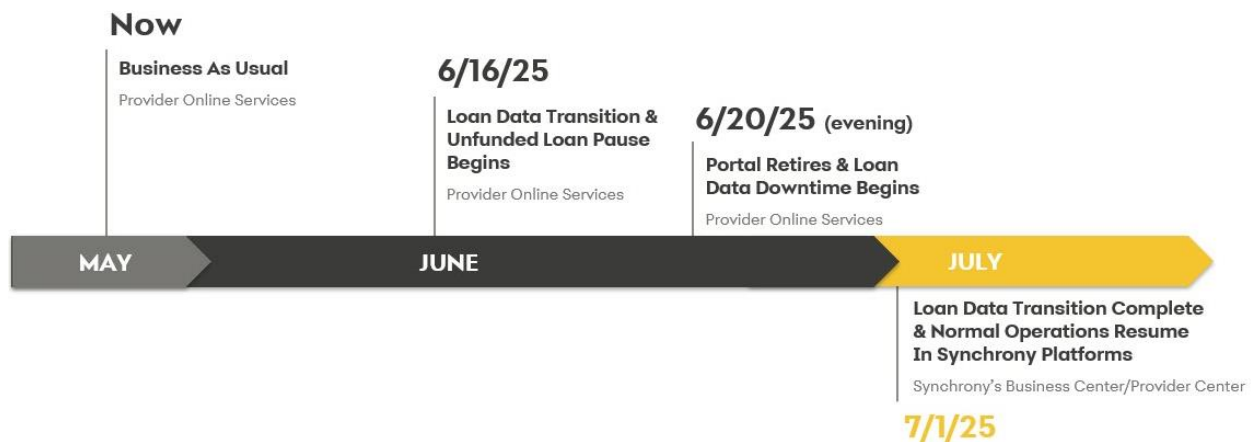 Now
Business As Usual
Provider Online Services
6/16/25
Loan Data Transition &
Unfunded Loan Pause
Begins
Provider Online Services
6/20/25 (evening)
Portal Retires & Loan
Data Downtime Begins
Provider Online Services
MAY
JUNE
JULY
Loan Data Transition Complete
& Normal Operations Resume
In Synchrony Platforms
Synchrony's Business Center/Provider Center
7/1/25